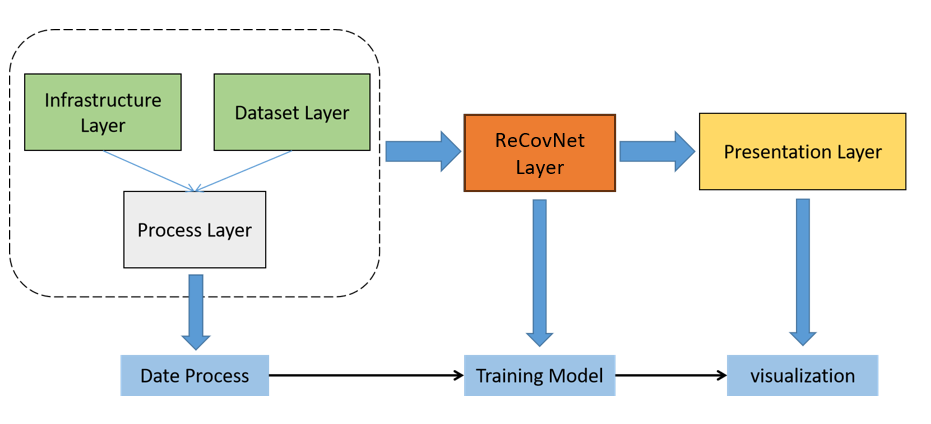 Infrastructure
Layer
Dataset Layer
Process Layer
ReCovNet
Layer
Presentation Layer
Date Process
Training Model
visualization